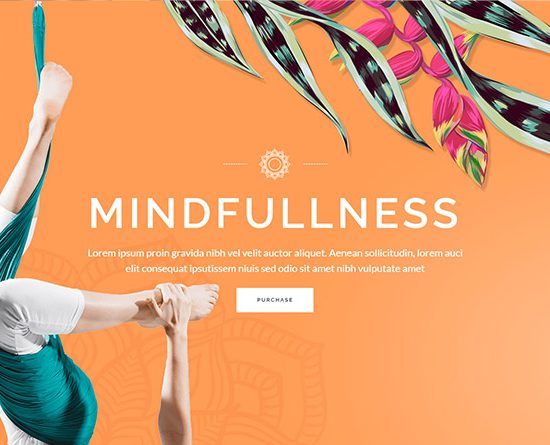 MINDFULLNESS
Lorem ipsum proin gravida nibh vel velit auctor aliquet. Aenean sollicitudin, lorem auci
elit consequat ipsutissem niuis sed odio sit amet nibh vulputate amet
PURCHASE